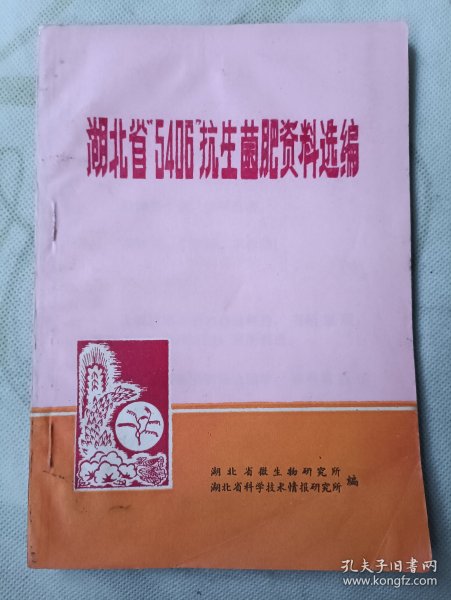 湖北省“5406”抗生菌肥资料选编
湖北省微生物研究所
湖北省科学技术情报研究所
编
孔夫子旧书网
www.kongfz.com